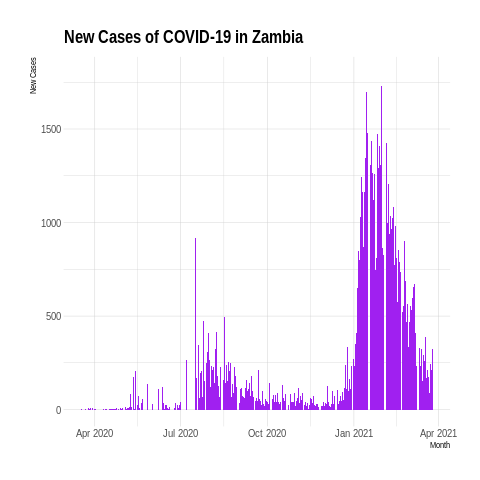 New Cases of COVID-19 in Zambia
New Cases
1500
1000
500
0
Apr 2020 Jul 2020 Oct 2020 Jan 2021 Apr 2021
Month